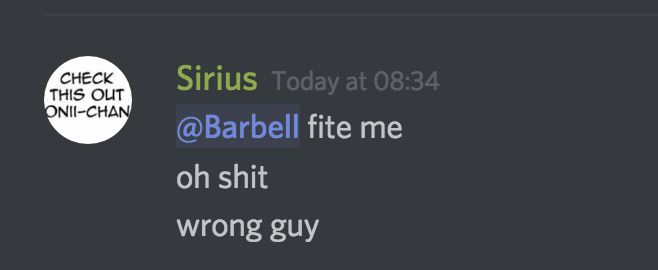 CHECK
THIS OUT
ONII-CHAN
Sirius Today at 08:34
@Barbell fite me
oh shit
wrong guy